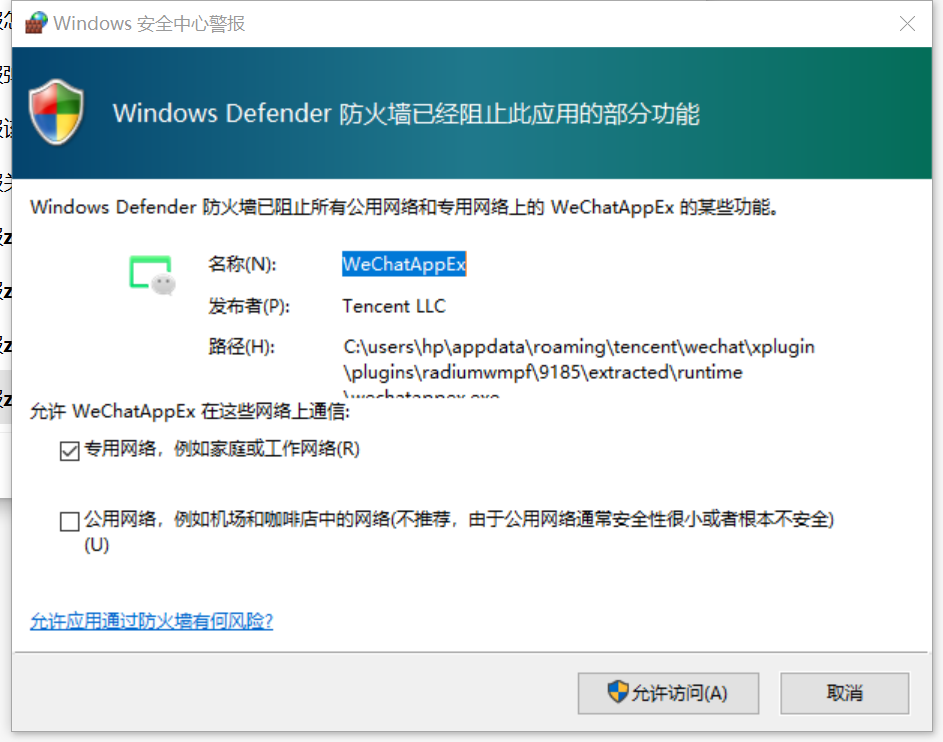 Windows 安全中心警报
Windows Defender 防火墙已经阻止此应用的部分功能
Windows Defender 防火墙已阻止所有公用网络和专用网络上的 WeChatAppEx 的某些功能。
名称(N): WeChatAppEx
发布者(P): Tencent LLC
路径(H): C:\users\hp\appdata\roaming\tencent\wechat\xplugin
\plugins\radiumwmpf\9185\extracted\runtime
\wechatappex.exe
允许 WeChatAppEx 在这些网络上通信:
专用网络，例如家庭或工作网络(R)
公用网络，例如机场和咖啡店中的网络(不推荐，由于公用网络通常安全性很小或者根本不安全)
(U)
允许应用通过防火墙有何风险?
允许访问(A) 取消